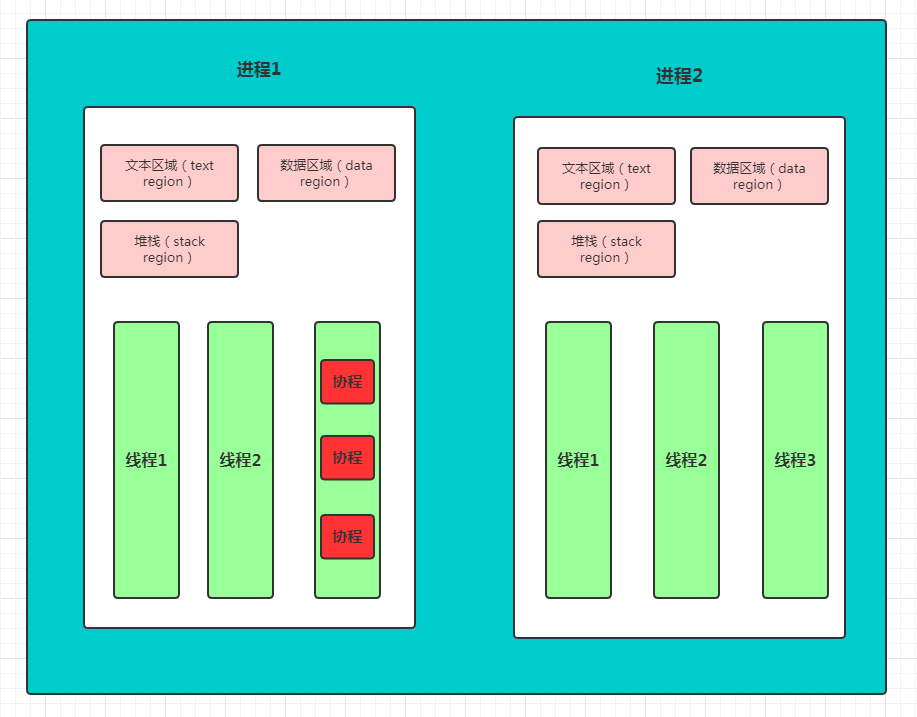 进程1
文本区域（text
region）
数据区域（data
region）
堆栈（stack
region）
线程1
线程2
协程
协程
协程
进程2
文本区域（text
region）
数据区域（data
region）
堆栈（stack
region）
线程1
线程2
线程3